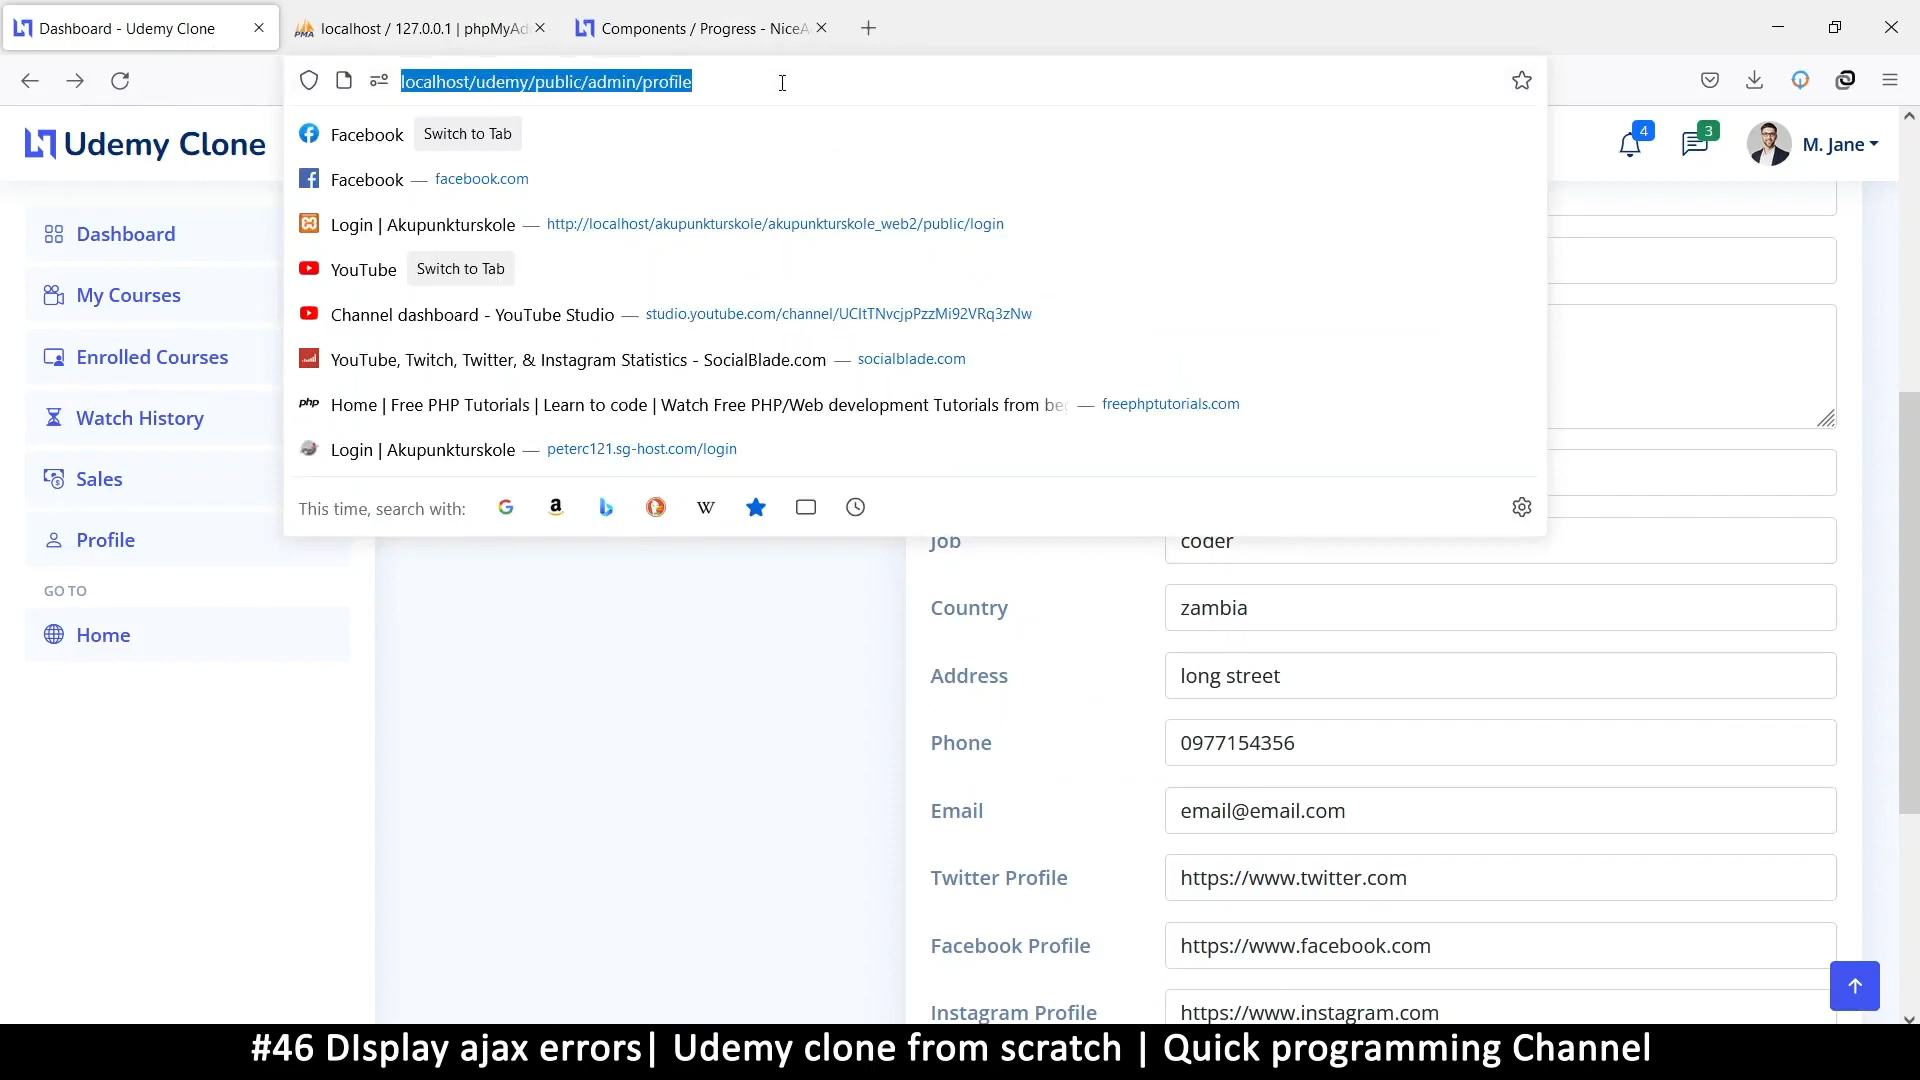 Dashboard - Udemy Clone
localhost / 127.0.0.1 | phpMyAd
Components / Progress - NiceA
localhost/udemy/public/admin/profile
Udemy Clone
4
3
M. Jane
Facebook Switch to Tab
Facebook — facebook.com
Login | Akupunkturskole — http://localhost/akupunkturskole/akupunkturskole_web2/public/login
YouTube Switch to Tab
Channel dashboard - YouTube Studio — studio.youtube.com/channel/UCItTNvcjpPzzMi92VRq3zNw
YouTube, Twitch, Twitter, & Instagram Statistics - SocialBlade.com — socialblade.com
php Home | Free PHP Tutorials | Learn to code | Watch Free PHP/Web development Tutorials from be — freephptutorials.com
Login | Akupunkturskole — peterc121.sg-host.com/login
This time, search with:
Dashboard
My Courses
Enrolled Courses
Watch History
Sales
Profile
GO TO
Home
Job coder
Country zambia
Address long street
Phone 0977154356
Email email@email.com
Twitter Profile https://www.twitter.com
Facebook Profile https://www.facebook.com
Instagram Profile https://www.instagram.com
#46 DIsplay ajax errors| Udemy clone from scratch | Quick programming Channel